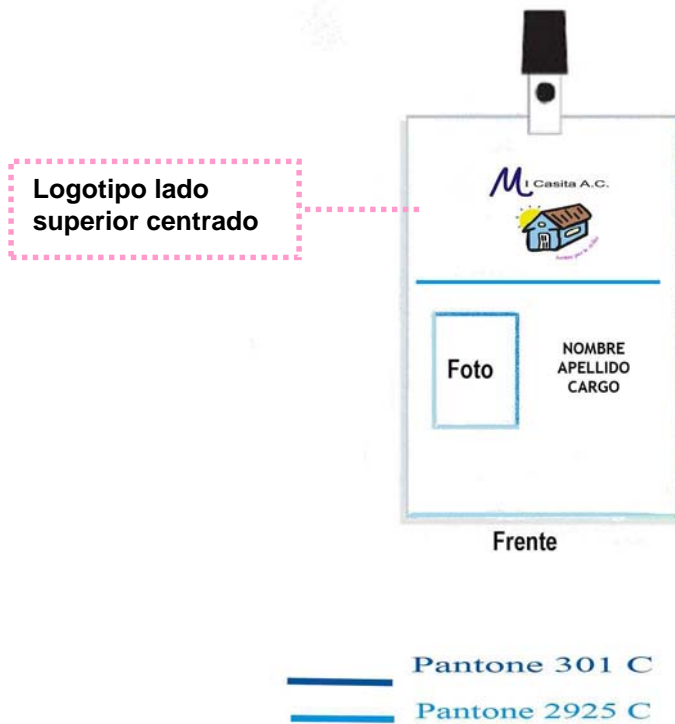 Logotipo lado
superior centrado
MI Casita A.C.
Foto
NOMBRE
APELLIDO
CARGO
Frente
Pantone 301 C
Pantone 2925 C